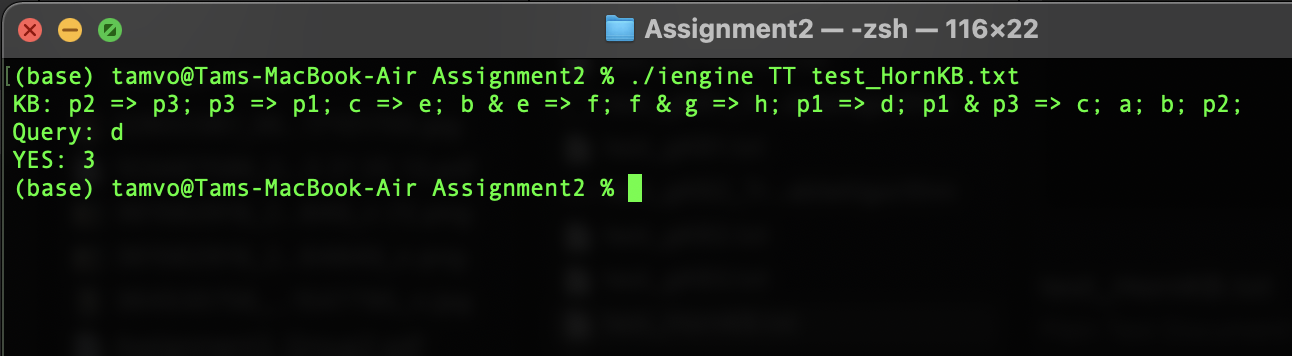 Assignment2 — -zsh — 116×22
[(base) tamvo@Tams-MacBook-Air Assignment2 % ./iengine TT test_HornKB.txt
KB: p2 => p3; p3 => p1; c => e; b & e => f; f & g => h; p1 => d; p1 & p3 => c; a; b; p2;
Query: d
YES: 3
(base) tamvo@Tams-MacBook-Air Assignment2 %